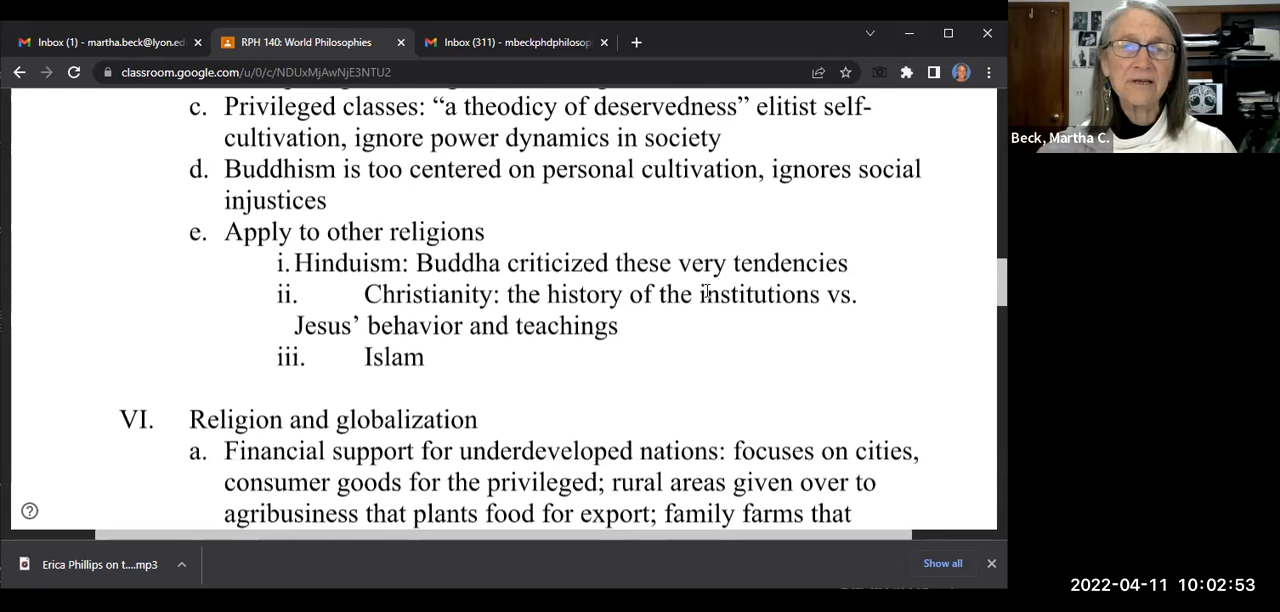 Inbox (1) - martha.beck@lyon.ed
RPH 140: World Philosophies
Inbox (311) - mbeckphdphilosop
classroom.google.com/u/0/c/NDUxMjAwNjE3NTU2
c. Privileged classes: “a theodicy of deservedness” elitist self-
cultivation, ignore power dynamics in society
d. Buddhism is too centered on personal cultivation, ignores social
injustices
e. Apply to other religions
i. Hinduism: Buddha criticized these very tendencies
ii. Christianity: the history of the institutions vs.
Jesus’ behavior and teachings
iii. Islam
VI. Religion and globalization
a. Financial support for underdeveloped nations: focuses on cities,
consumer goods for the privileged; rural areas given over to
agribusiness that plants food for export; family farms that
Erica Phillips on t....mp3
Show all
Beck, Martha C.
2022-04-11 10:02:53